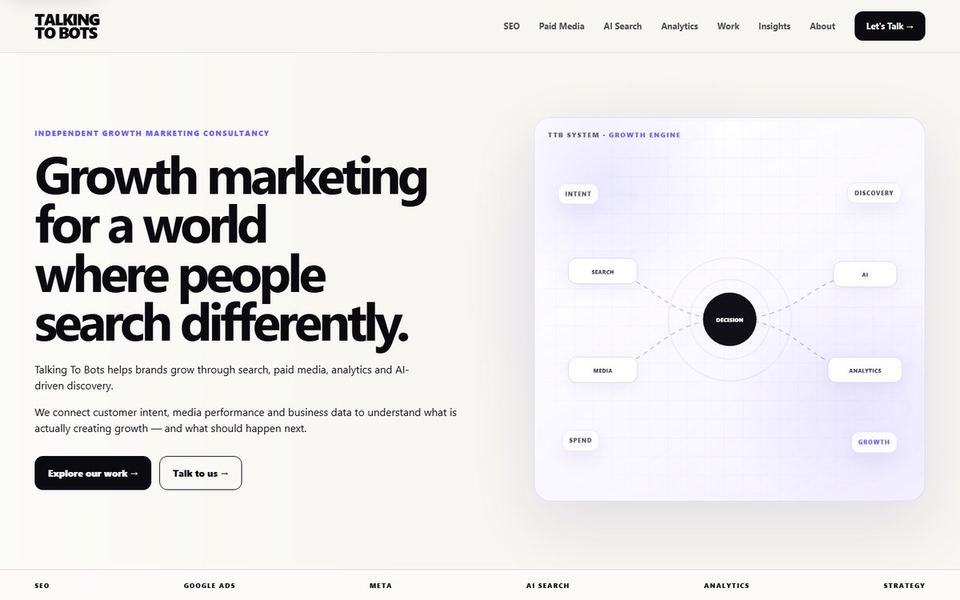 TALKING
TO BOTS
SEO Paid Media AI Search Analytics Work Insights About Let's Talk →
INDEPENDENT GROWTH MARKETING CONSULTANCY
Growth marketing
for a world
where people
search differently.
Talking To Bots helps brands grow through search, paid media, analytics and AI-
driven discovery.
We connect customer intent, media performance and business data to understand what is
actually creating growth — and what should happen next.
Explore our work → Talk to us →
TTB SYSTEM · GROWTH ENGINE
INTENT DISCOVERY
SEARCH AI
DECISION
MEDIA ANALYTICS
SPEND GROWTH
SEO GOOGLE ADS META AI SEARCH ANALYTICS STRATEGY